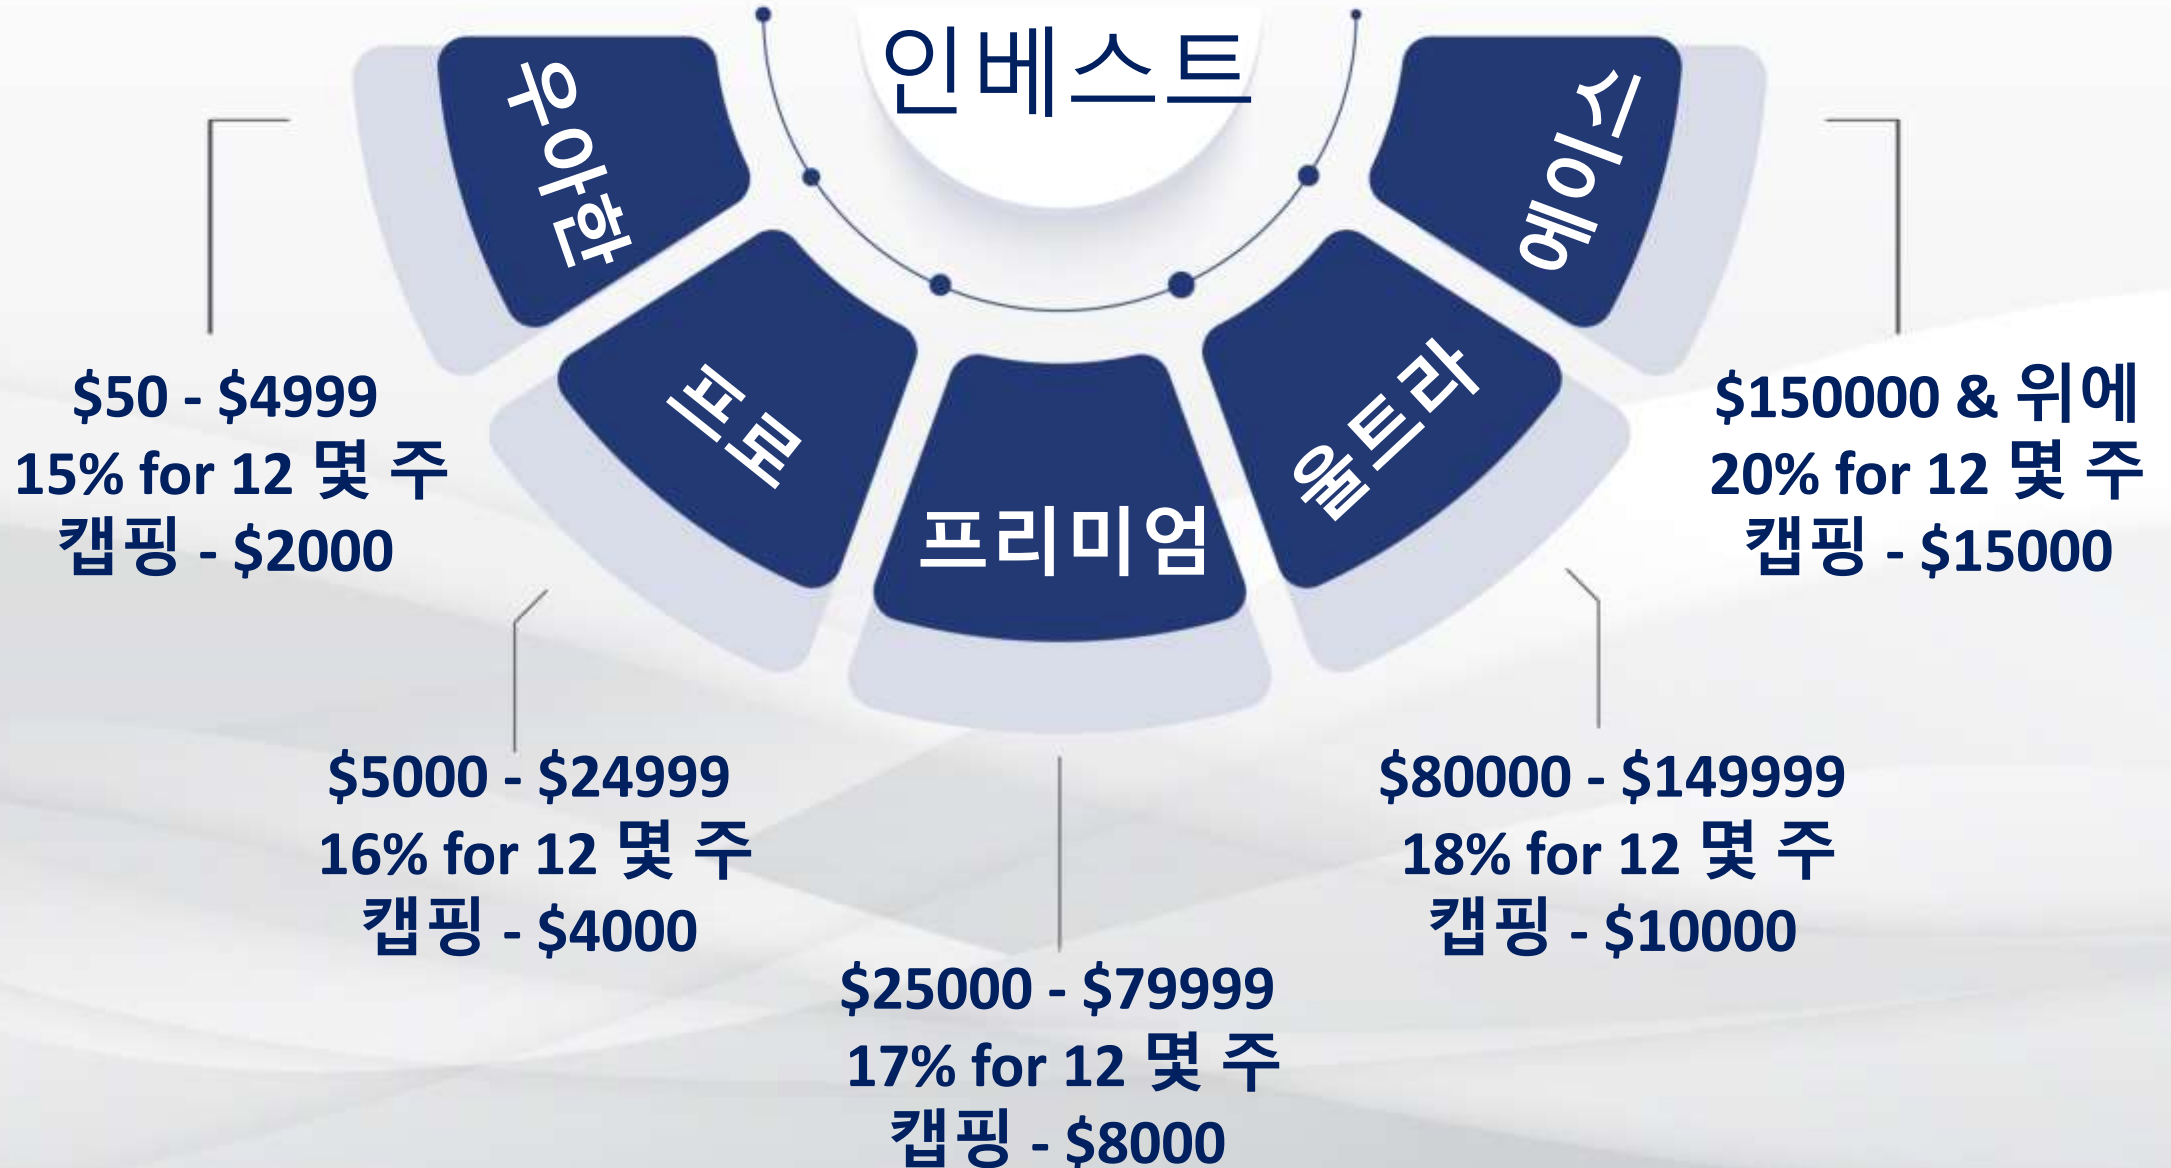 인베스트
우아한
$50 - $4999
15% for 12 몇 주
캡핑 - $2000
프로
$5000 - $24999
16% for 12 몇 주
캡핑 - $4000
프리미엄
$25000 - $79999
17% for 12 몇 주
캡핑 - $8000
울트라
$80000 - $149999
18% for 12 몇 주
캡핑 - $10000
에이스
$150000 & 위에
20% for 12 몇 주
캡핑 - $15000